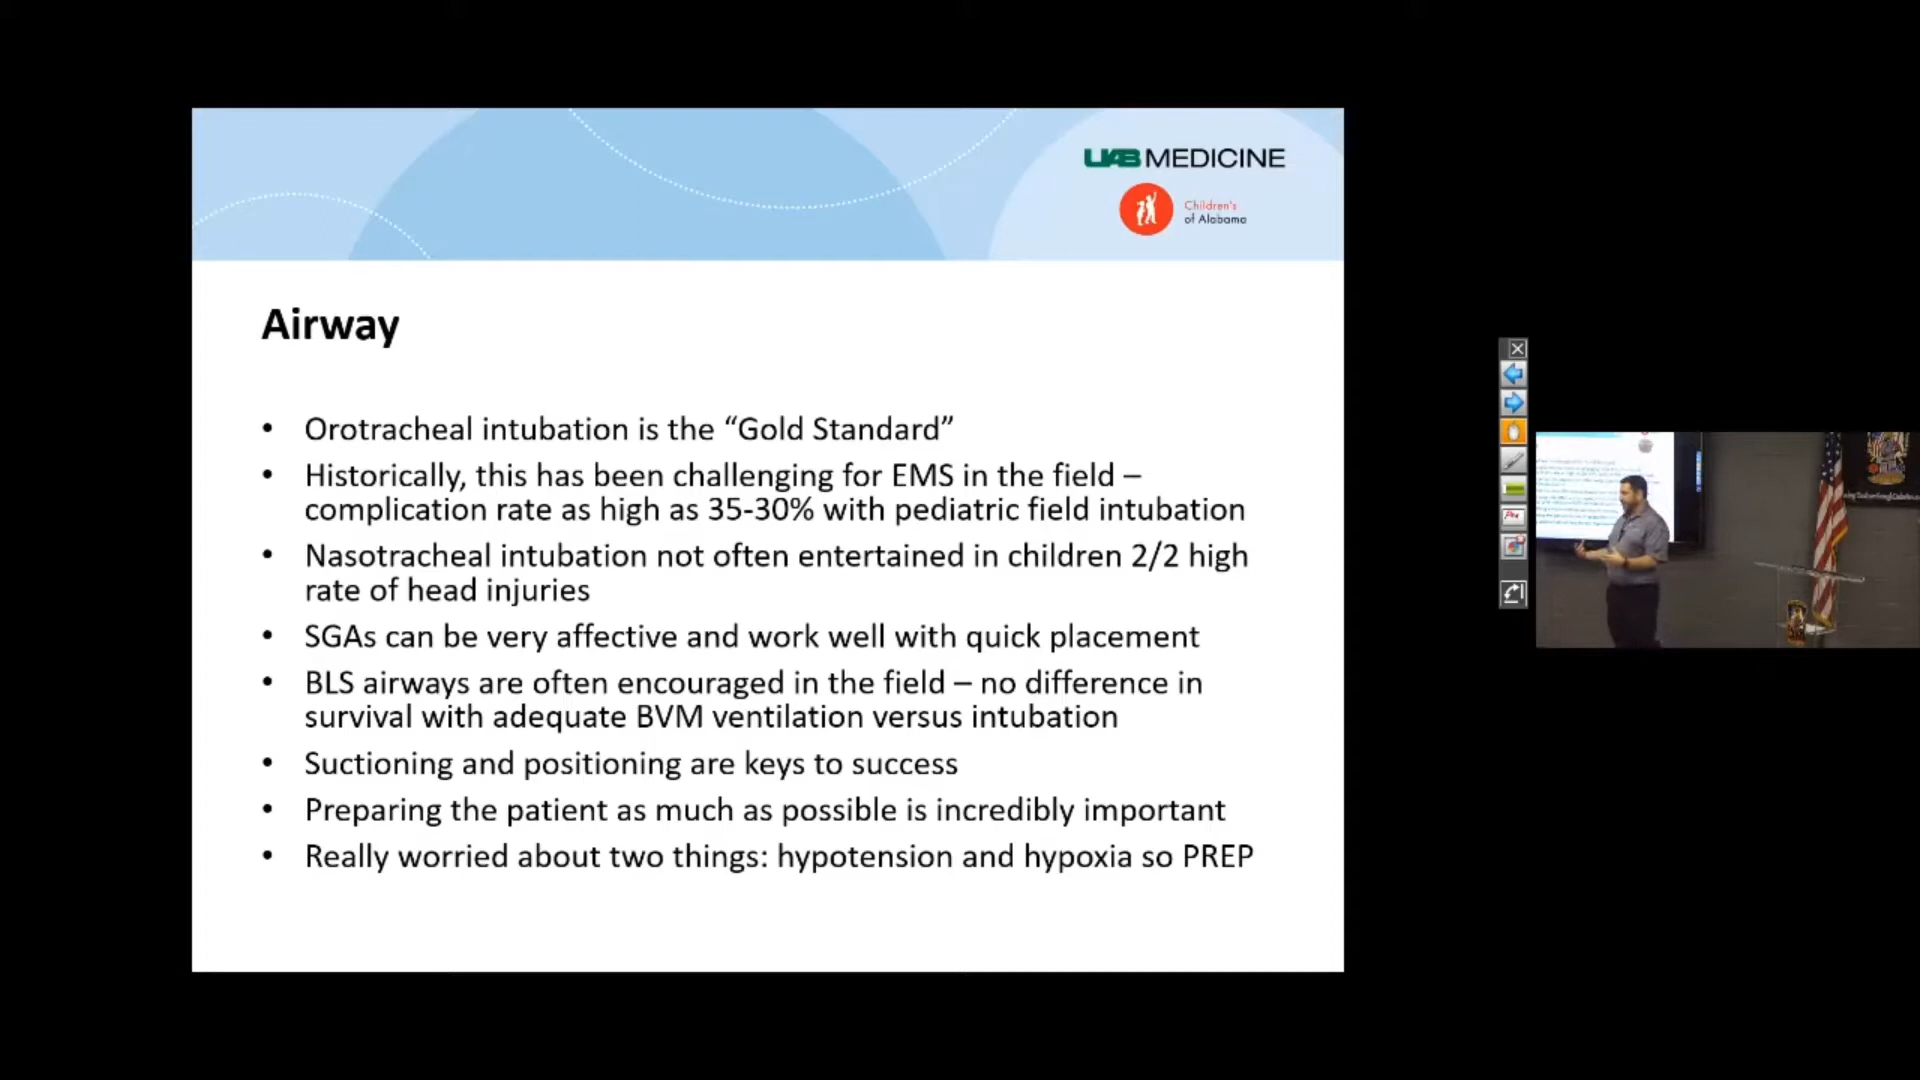 UAB MEDICINE
Children's
of Alabama
Airway
• Orotracheal intubation is the “Gold Standard”
• Historically, this has been challenging for EMS in the field –
complication rate as high as 35-30% with pediatric field intubation
• Nasotracheal intubation not often entertained in children 2/2 high
rate of head injuries
• SGAs can be very affective and work well with quick placement
• BLS airways are often encouraged in the field – no difference in
survival with adequate BVM ventilation versus intubation
• Suctioning and positioning are keys to success
• Preparing the patient as much as possible is incredibly important
• Really worried about two things: hypotension and hypoxia so PREP